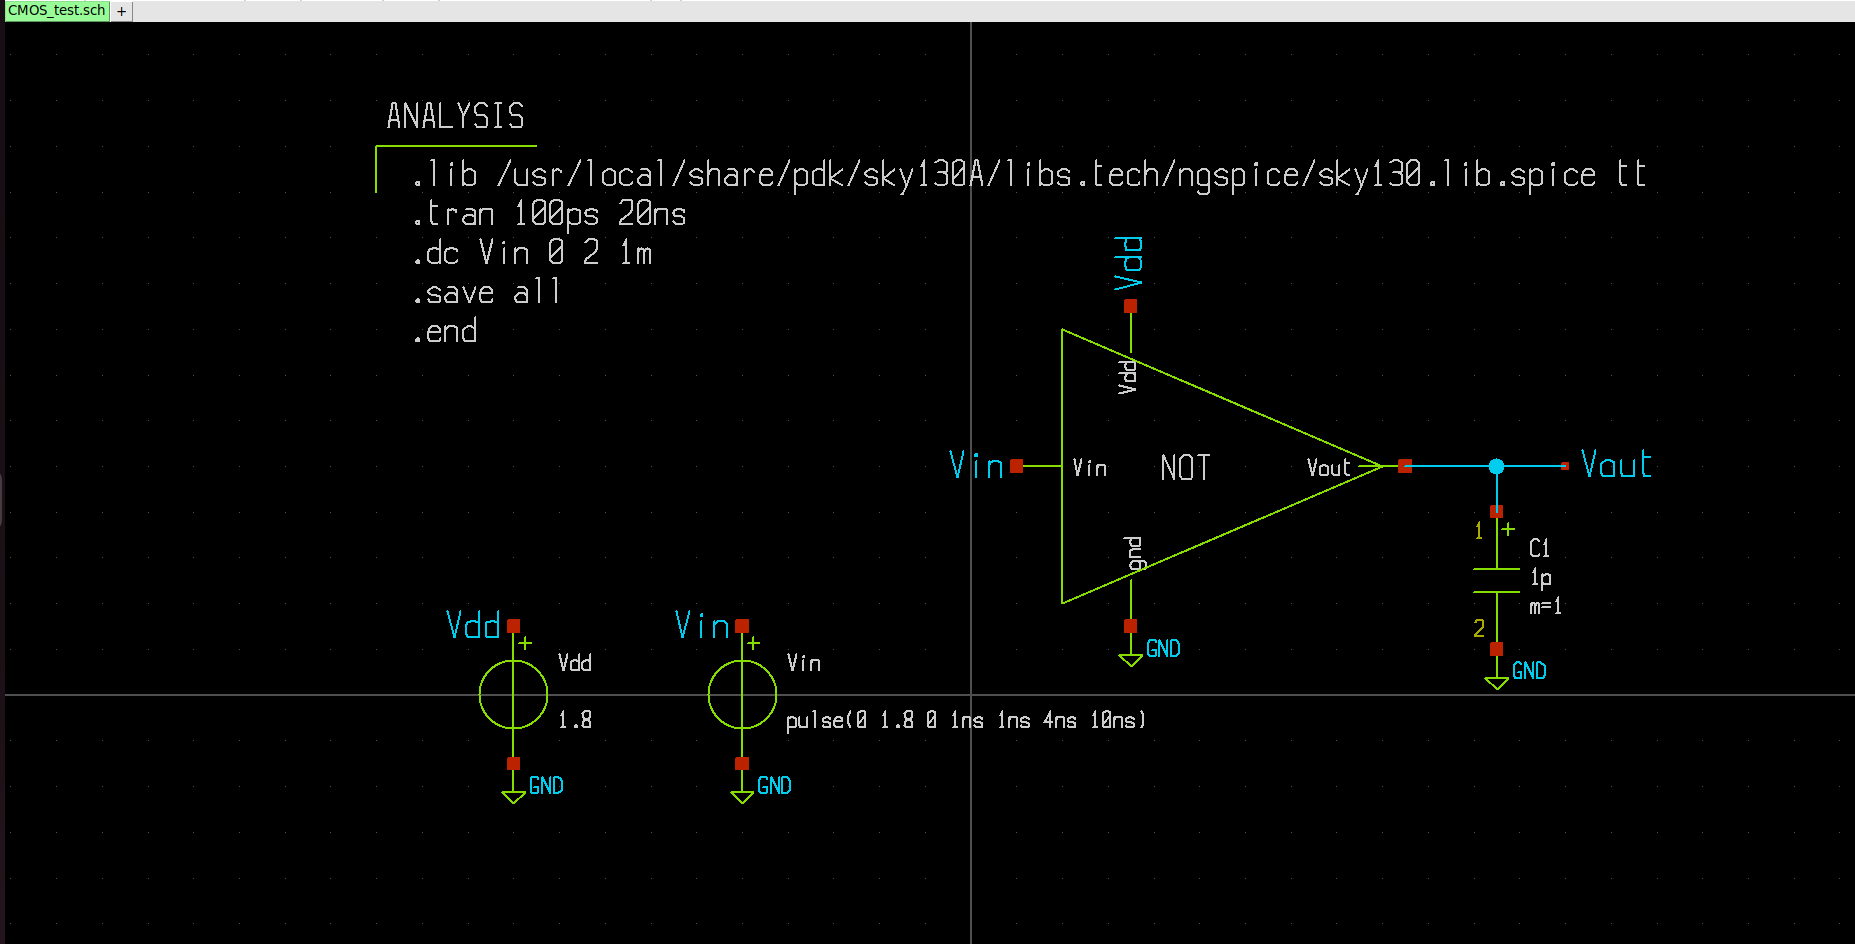 CMOS_test.sch +
ANALYSIS
.lib /usr/local/share/pdk/sky130A/libs.tech/ngspice/sky130.lib.spice tt
.tran 100ps 20ns
.dc Vin 0 2 1m
.save all
.end
Vdd
Vdd
Vin
Vin
NOT
Vout
Vout
gnd
GND
1
+
C1
1p
m=1
2
GND
Vdd
+
Vdd
1.8
GND
Vin
+
Vin
pulse(0 1.8 0 1ns 1ns 4ns 10ns)
GND